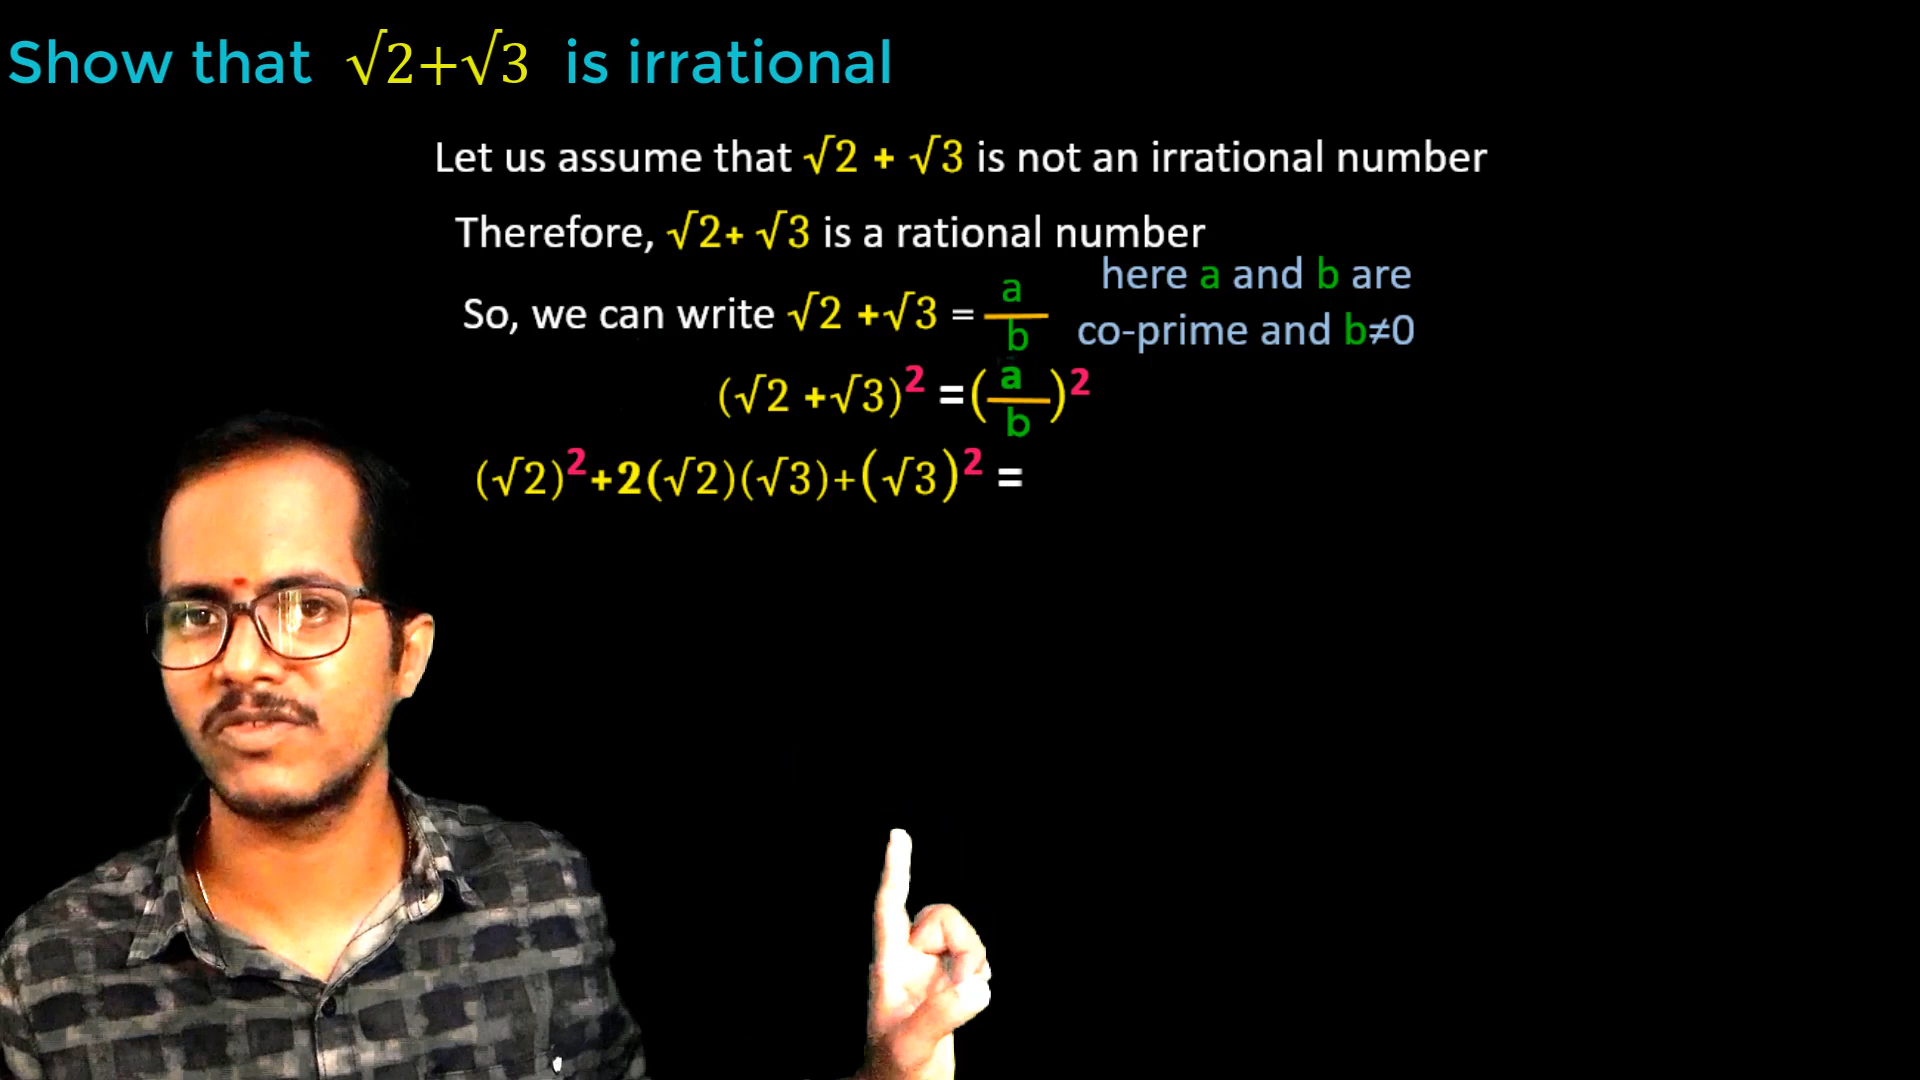 Show that √2+√3 is irrational
Let us assume that √2 + √3 is not an irrational number
Therefore, √2+ √3 is a rational number
here a and b are
So, we can write √2 +√3 = a/b co-prime and b≠0
(√2 +√3)² =(a/b)²
(√2)²+2(√2)(√3)+(√3)² =